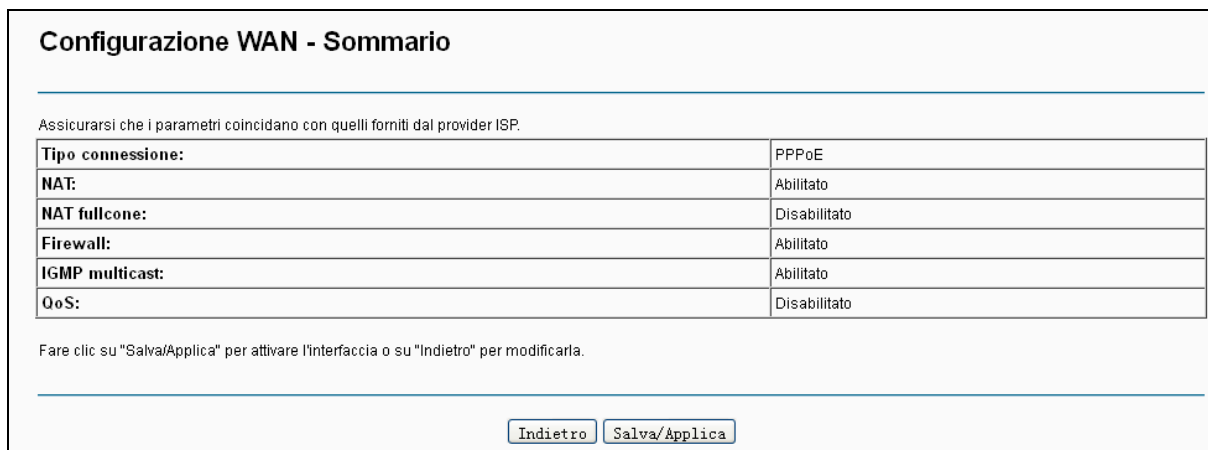 Configurazione WAN - Sommario
Assicurarsi che i parametri coincidano con quelli forniti dal provider ISP.
Tipo connessione: PPPoE
NAT: Abilitato
NAT fullcone: Disabilitato
Firewall: Abilitato
IGMP multicast: Abilitato
QoS: Disabilitato
Fare clic su "Salva/Applica" per attivare l'interfaccia o su "Indietro" per modificarla.
Indietro Salva/Applica